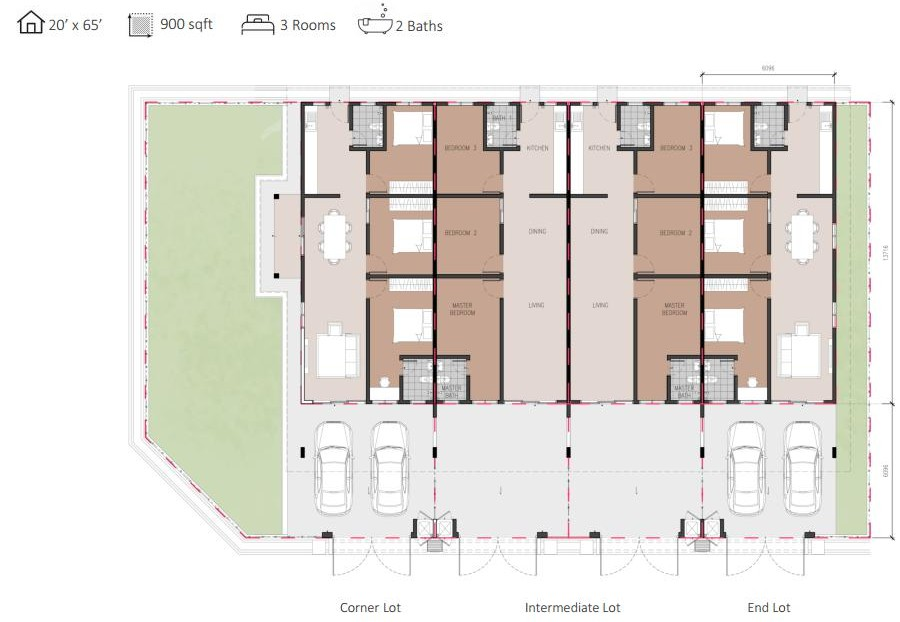 20' x 65'
900 sqft
3 Rooms
2 Baths
6096
BEDROOM 3
BATH 1
KITCHEN
KITCHEN
BEDROOM 3
BEDROOM 2
DINING
DINING
BEDROOM 2
13716
MASTER
BEDROOM
LIVING
LIVING
MASTER
BEDROOM
MASTER
BATH
MASTER
BATH
6096
Corner Lot
Intermediate Lot
End Lot